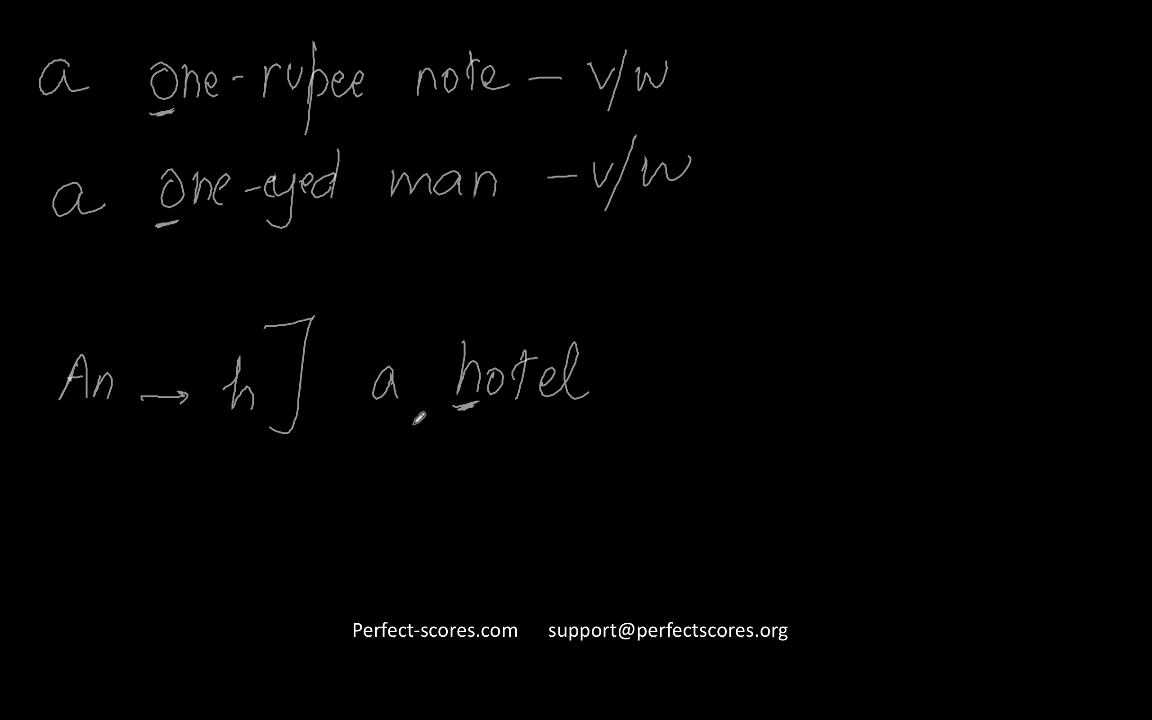 a one-rupee note – v/w
a one-eyed man – v/w
An → h] a hotel
Perfect-scores.com support@perfectscores.org